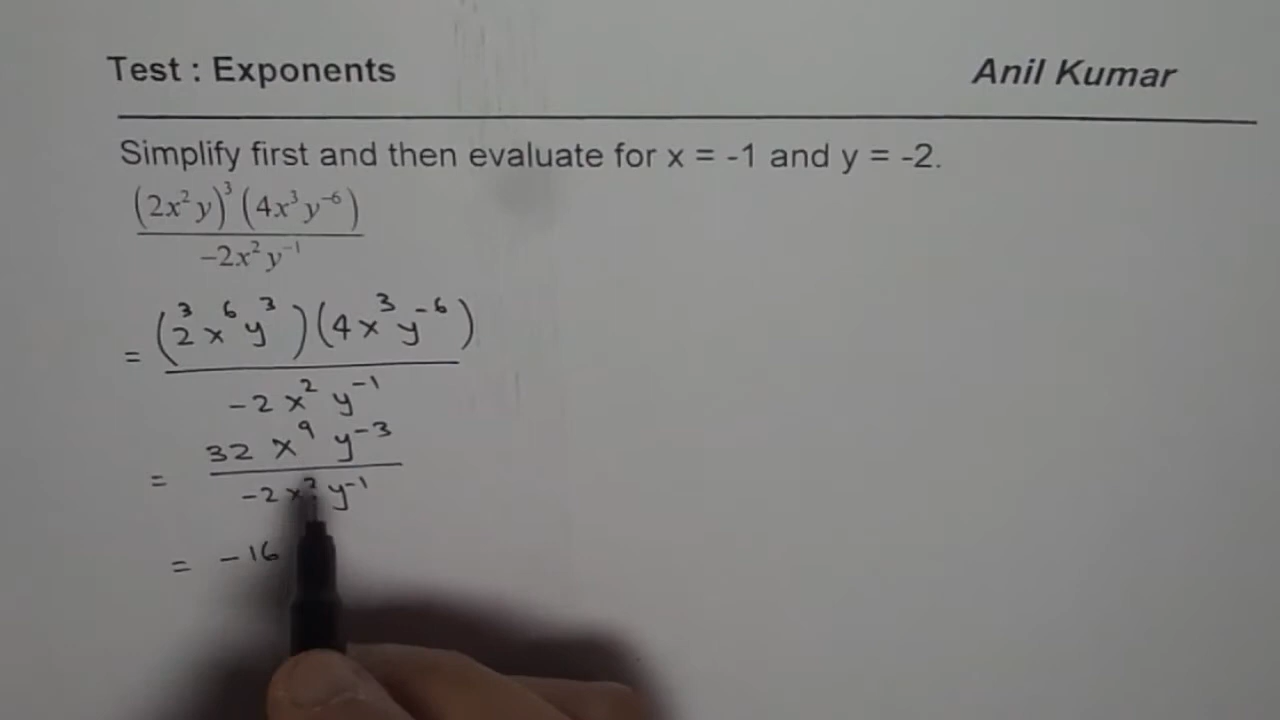 Test : Exponents Anil Kumar
Simplify first and then evaluate for x = -1 and y = -2.
(2x²y)³ (4x³y⁻⁶)
−2x²y⁻¹
= (2³x⁶y³)(4x³y⁻⁶)
−2x²y⁻¹
= 32x⁹y⁻³
−2x²y⁻¹
= −16